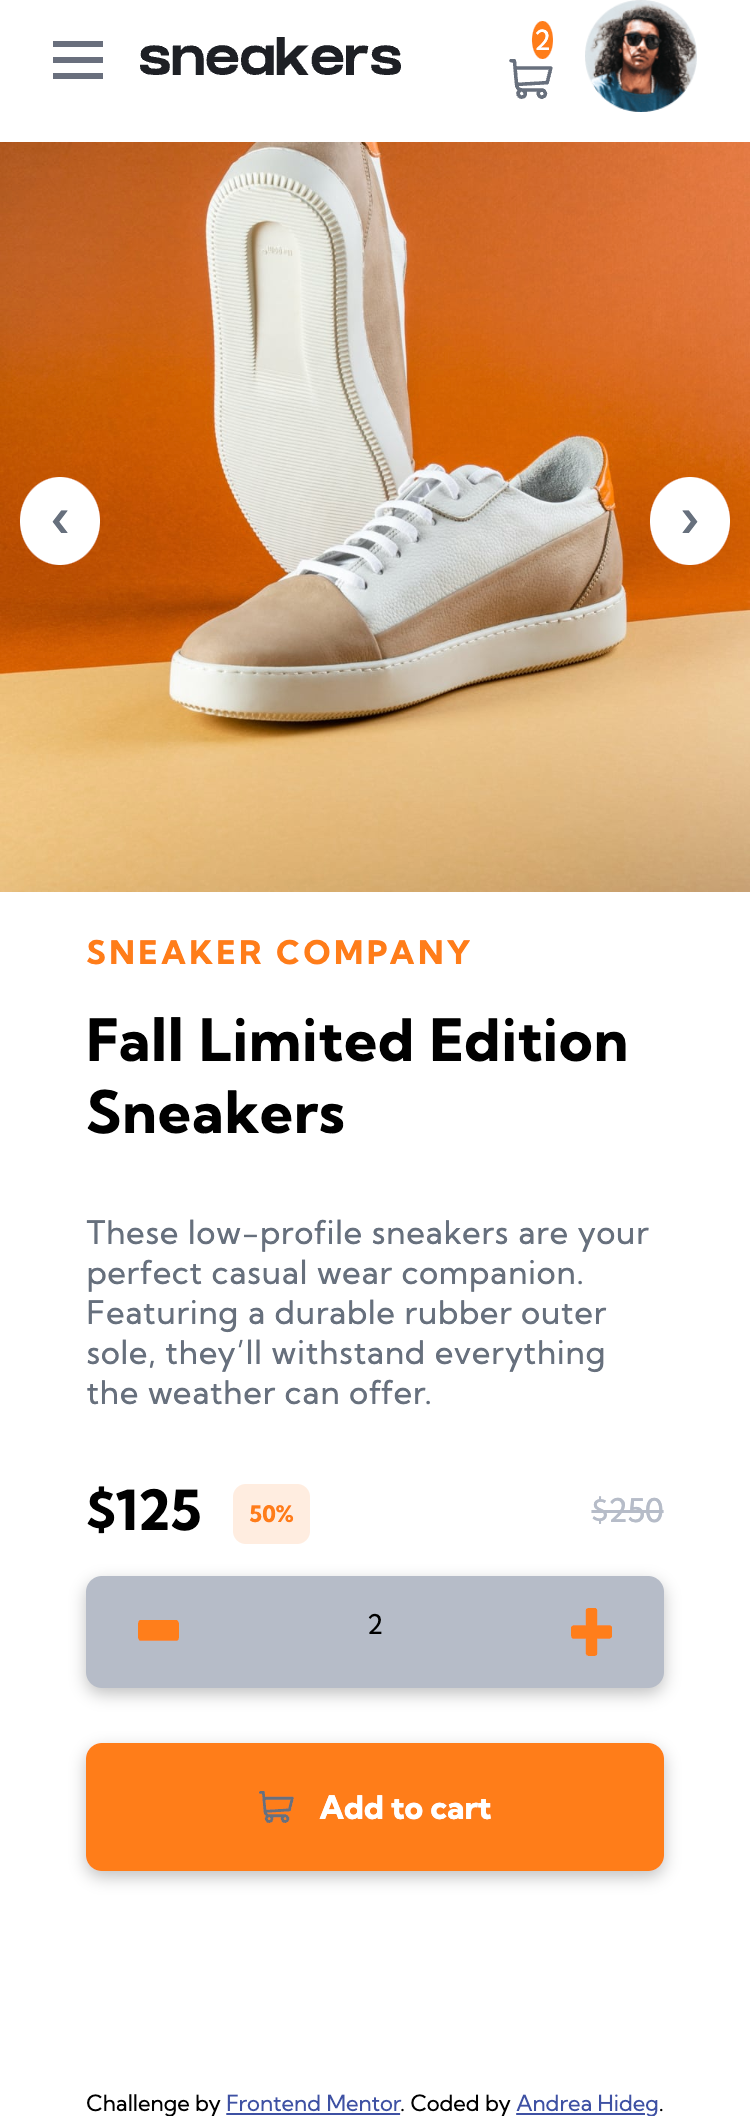 sneakers
2
‹
›
SNEAKER COMPANY
Fall Limited Edition
Sneakers
These low-profile sneakers are your
perfect casual wear companion.
Featuring a durable rubber outer
sole, they’ll withstand everything
the weather can offer.
$125 50% $250
2
Add to cart
Challenge by Frontend Mentor. Coded by Andrea Hideg.